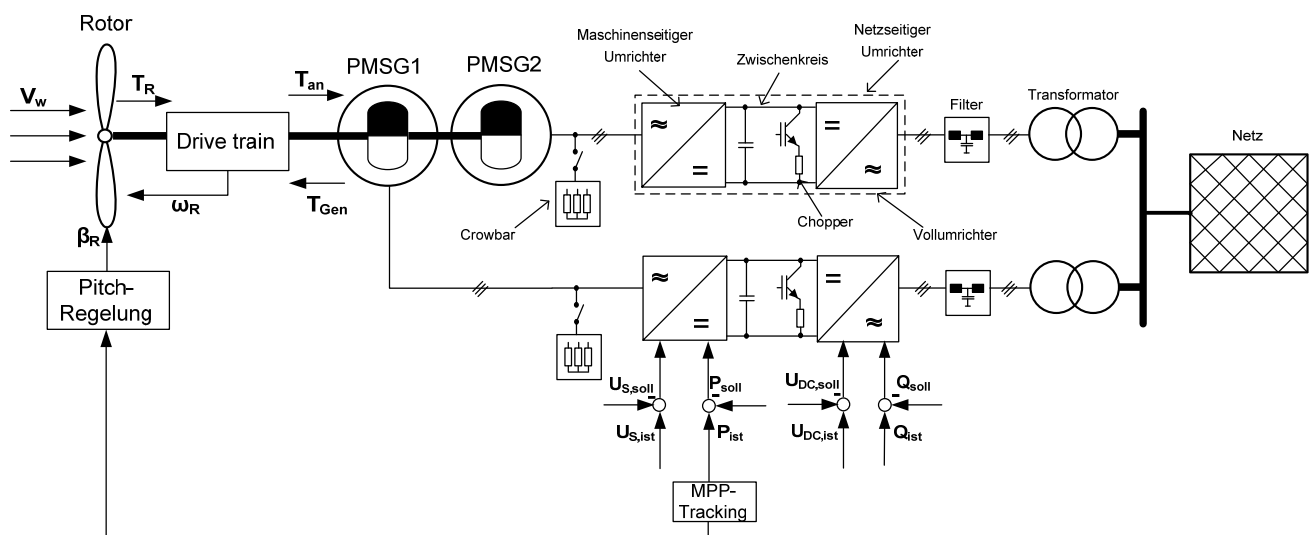 Rotor
V_w
T_R
Drive train
ω_R
β_R
Pitch-
Regelung
T_an
T_Gen
PMSG1
PMSG2
Crowbar
Maschinenseitiger
Umrichter
Zwischenkreis
Netzseitiger
Umrichter
≈
=
=
≈
Chopper
Vollumrichter
Filter
Transformator
Netz
≈
=
=
≈
U_S,soll
-
U_S,ist
P_soll
-
P_ist
U_DC,soll
-
U_DC,ist
Q_soll
-
Q_ist
MPP-
Tracking